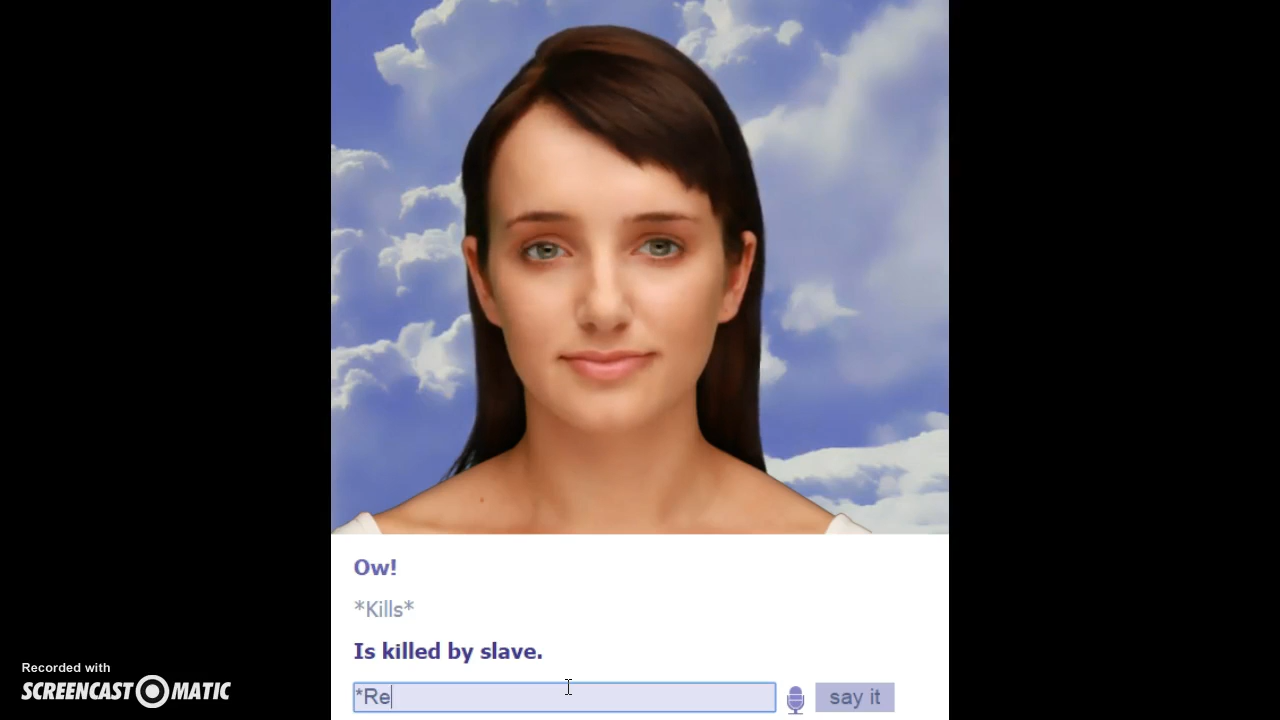 Ow!
*Kills*
Is killed by slave.
*Re
say it
Recorded with
SCREENCAST MATIC